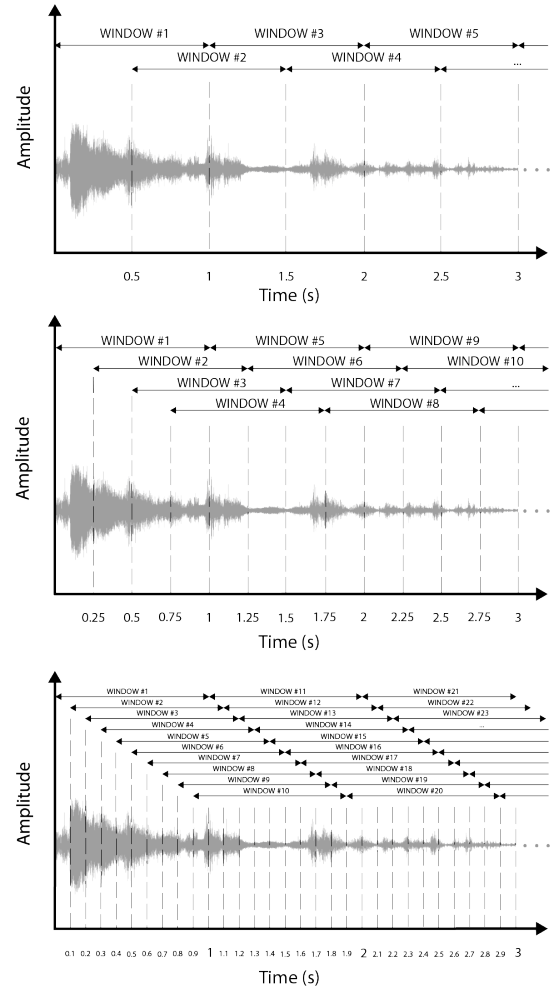 WINDOW #1 WINDOW #3 WINDOW #5
WINDOW #2 WINDOW #4 ...
Amplitude
0.5 1 1.5 2 2.5 3
Time (s)
WINDOW #1 WINDOW #5 WINDOW #9
WINDOW #2 WINDOW #6 WINDOW #10
WINDOW #3 WINDOW #7 ...
WINDOW #4 WINDOW #8
Amplitude
0.25 0.5 0.75 1 1.25 1.5 1.75 2 2.25 2.5 2.75 3
Time (s)
WINDOW #1 WINDOW #11 WINDOW #21
WINDOW #2 WINDOW #12 WINDOW #22
WINDOW #3 WINDOW #13 WINDOW #23
WINDOW #4 WINDOW #14 ...
WINDOW #5 WINDOW #15
WINDOW #6 WINDOW #16
WINDOW #7 WINDOW #17
WINDOW #8 WINDOW #18
WINDOW #9 WINDOW #19
WINDOW #10 WINDOW #20
Amplitude
0.1 0.2 0.3 0.4 0.5 0.6 0.7 0.8 0.9 1 1.1 1.2 1.3 1.4 1.5 1.6 1.7 1.8 1.9 2 2.1 2.2 2.3 2.4 2.5 2.6 2.7 2.8 2.9 3
Time (s)